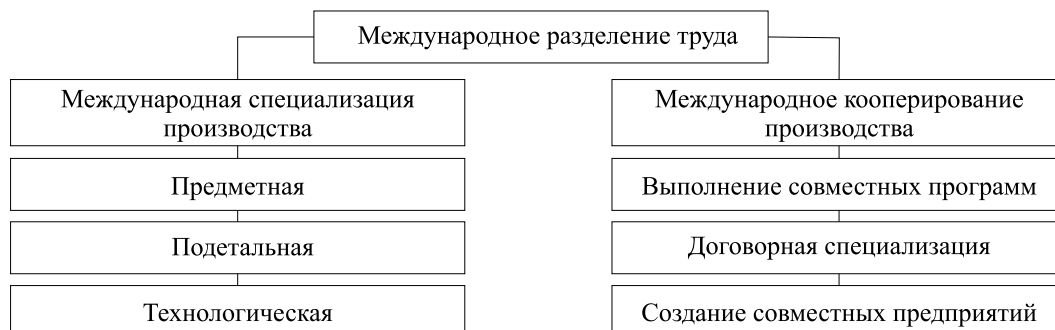 Международное разделение труда
Международная специализация
производства
Международное кооперирование
производства
Предметная
Выполнение совместных программ
Подетальная
Договорная специализация
Технологическая
Создание совместных предприятий